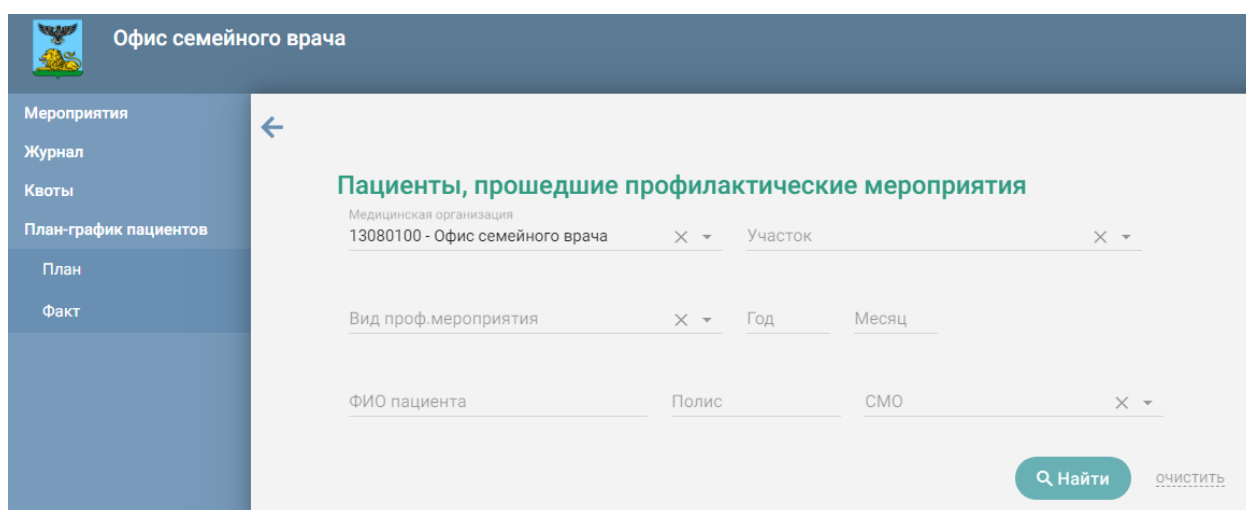 Офис семейного врача
Мероприятия
Журнал
Квоты
План-график пациентов
План
Факт
Пациенты, прошедшие профилактические мероприятия
Медицинская организация
13080100 - Офис семейного врача
Участок
Вид проф.мероприятия
Год
Месяц
ФИО пациента
Полис
СМО
Найти
очистить